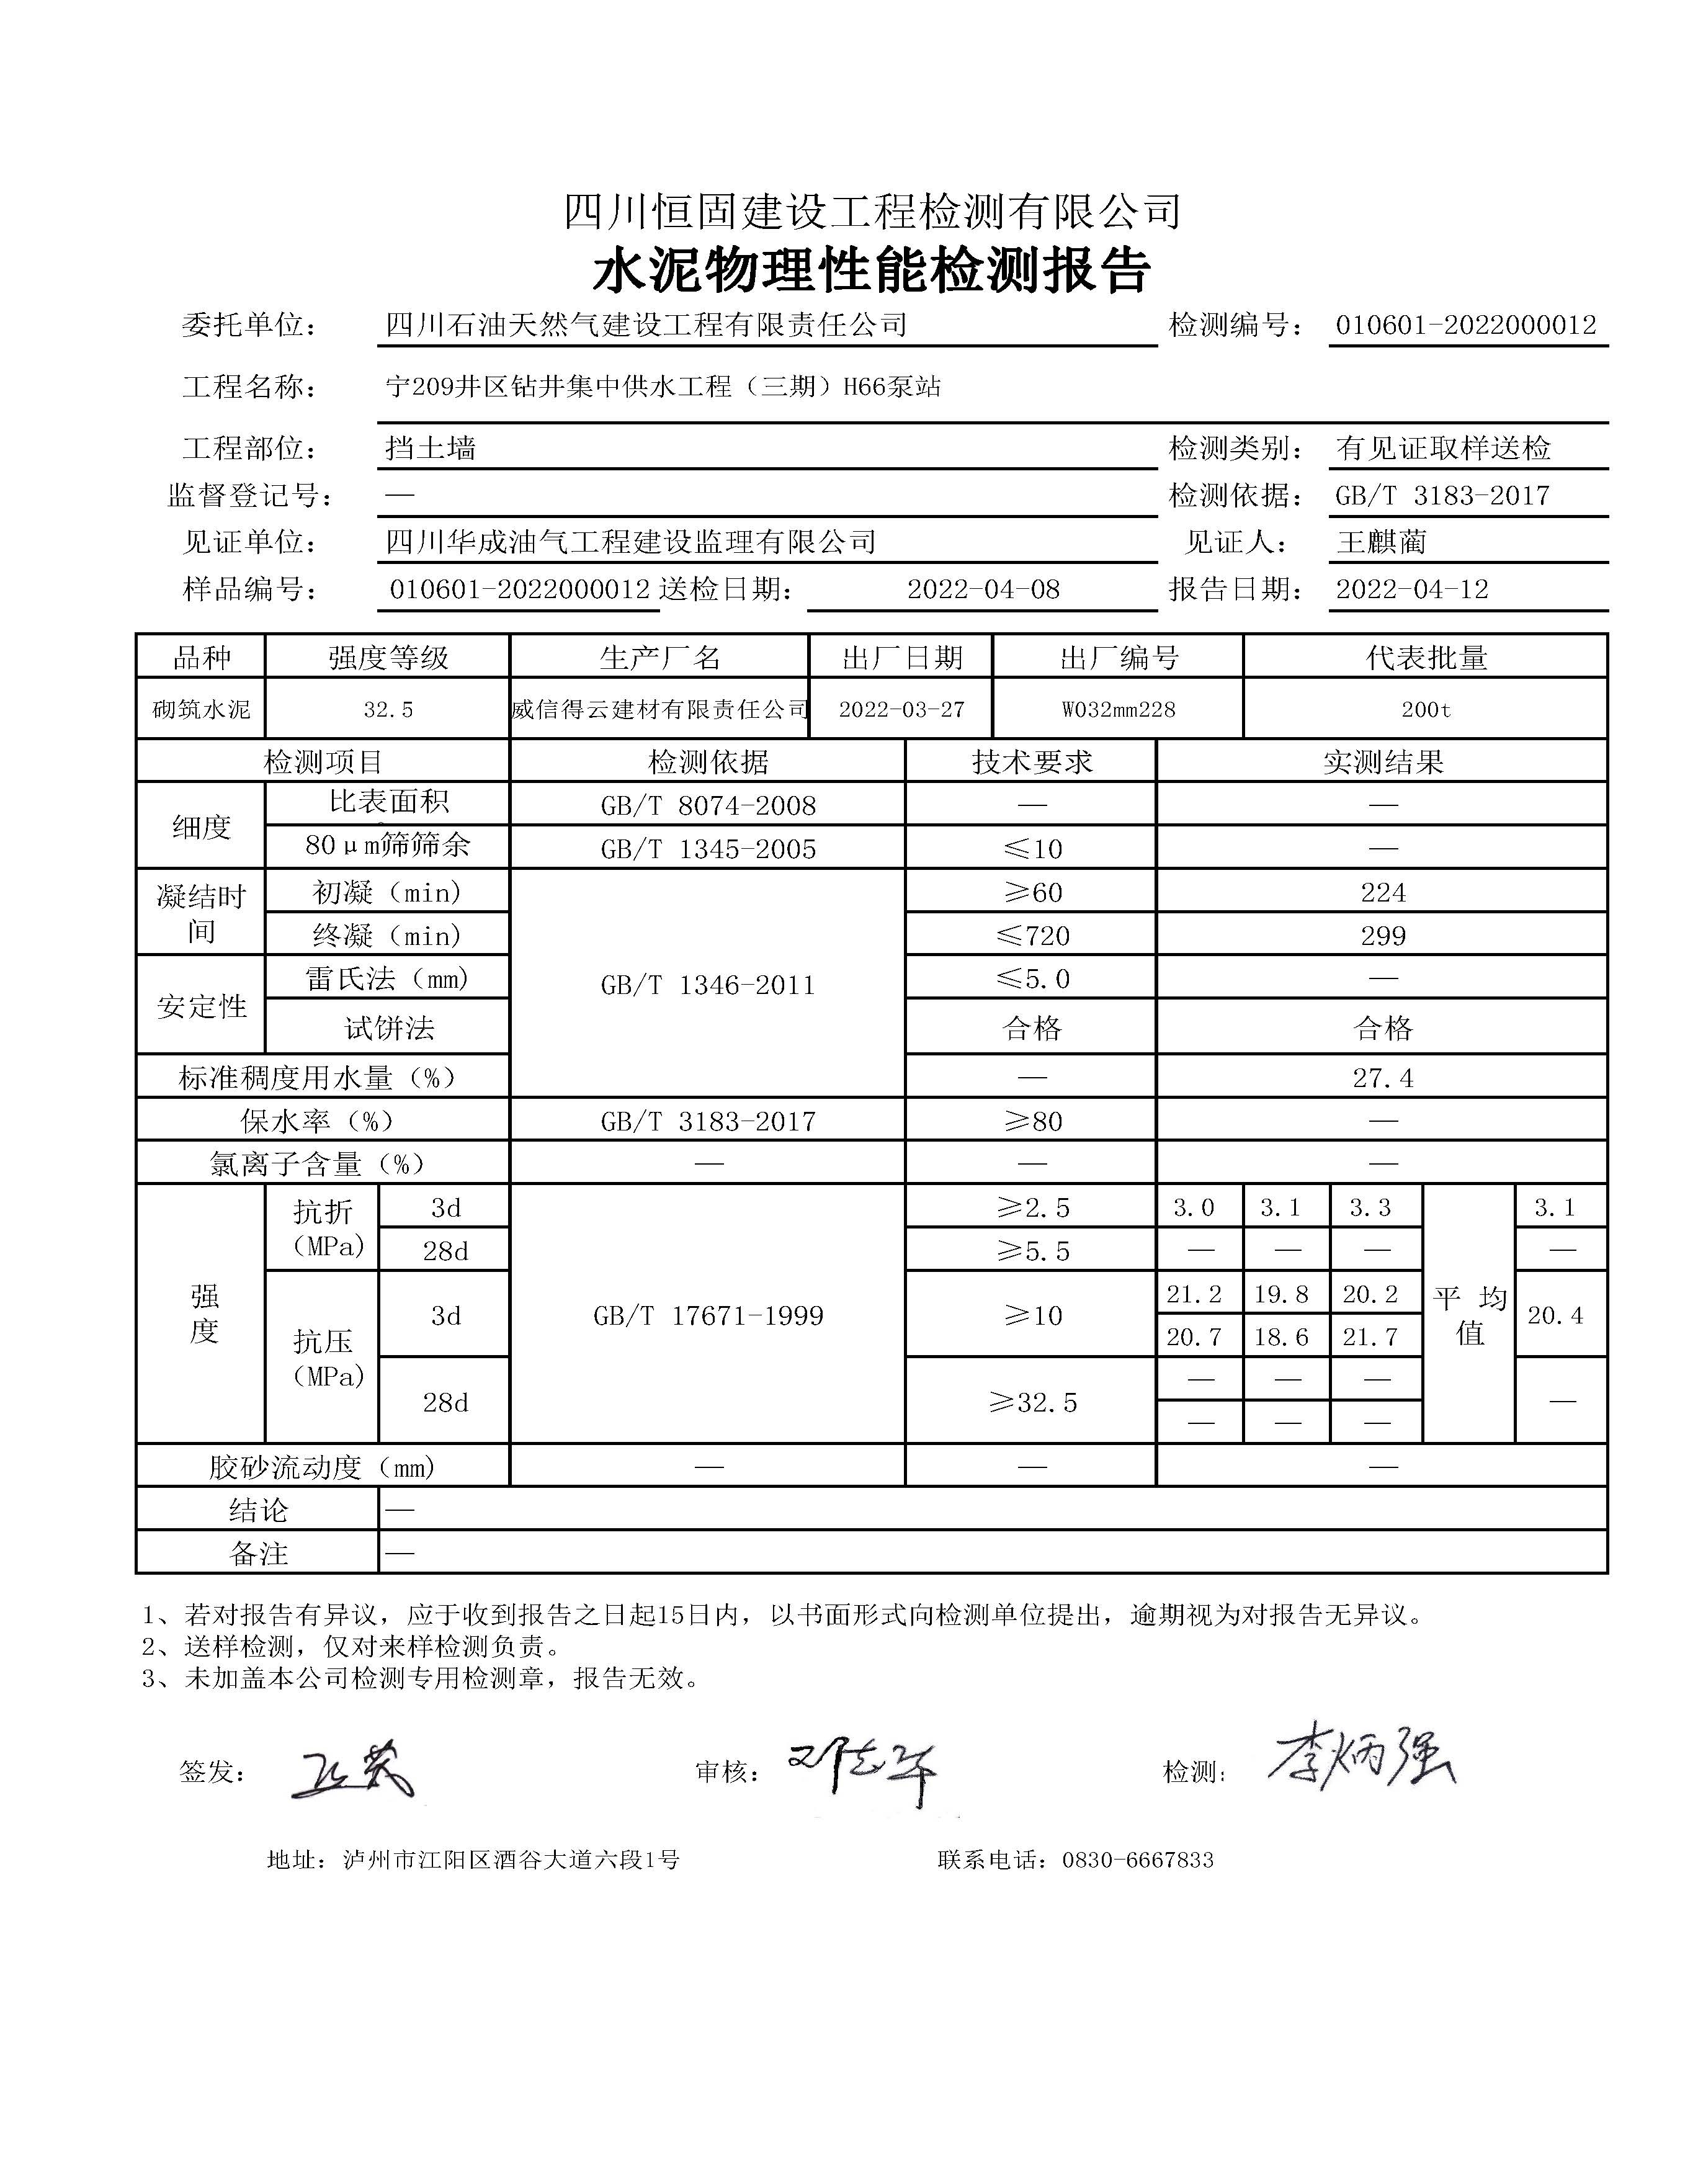 四川恒固建设工程检测有限公司
水泥物理性能检测报告
委托单位： 四川石油天然气建设工程有限责任公司 检测编号： 010601-2022000012
工程名称： 宁209井区钻井集中供水工程（三期）H66泵站
工程部位： 挡土墙 检测类别： 有见证取样送检
监督登记号： — 检测依据： GB/T 3183-2017
见证单位： 四川华成油气工程建设监理有限公司 见证人： 王麒蔺
样品编号： 010601-2022000012 送检日期： 2022-04-08 报告日期： 2022-04-12
品种 强度等级 生产厂名 出厂日期 出厂编号 代表批量
砌筑水泥 32.5 威信得云建材有限责任公司 2022-03-27 W032mm228 200t
检测项目 检测依据 技术要求 实测结果
细度 比表面积 GB/T 8074-2008 — —
80μm筛筛余 GB/T 1345-2005 ≤10 —
凝结时间 初凝（min) GB/T 1346-2011 ≥60 224
终凝（min) ≤720 299
安定性 雷氏法（mm) ≤5.0 —
试饼法 合格 合格
标准稠度用水量（%） — 27.4
保水率（%） GB/T 3183-2017 ≥80 —
氯离子含量（%） — — —
强度 抗折（MPa) 3d GB/T 17671-1999 ≥2.5 3.0 3.1 3.3 平均值 3.1
28d ≥5.5 — — — —
抗压（MPa) 3d ≥10 21.2 19.8 20.2 20.4
20.7 18.6 21.7
28d ≥32.5 — — — —
— — —
胶砂流动度（mm) — — —
结论 —
备注 —
1、若对报告有异议，应于收到报告之日起15日内，以书面形式向检测单位提出，逾期视为对报告无异议。
2、送样检测，仅对来样检测负责。
3、未加盖本公司检测专用检测章，报告无效。
签发： 审核： 邓志华 检测： 李炳强
地址：泸州市江阳区酒谷大道六段1号 联系电话：0830-6667833